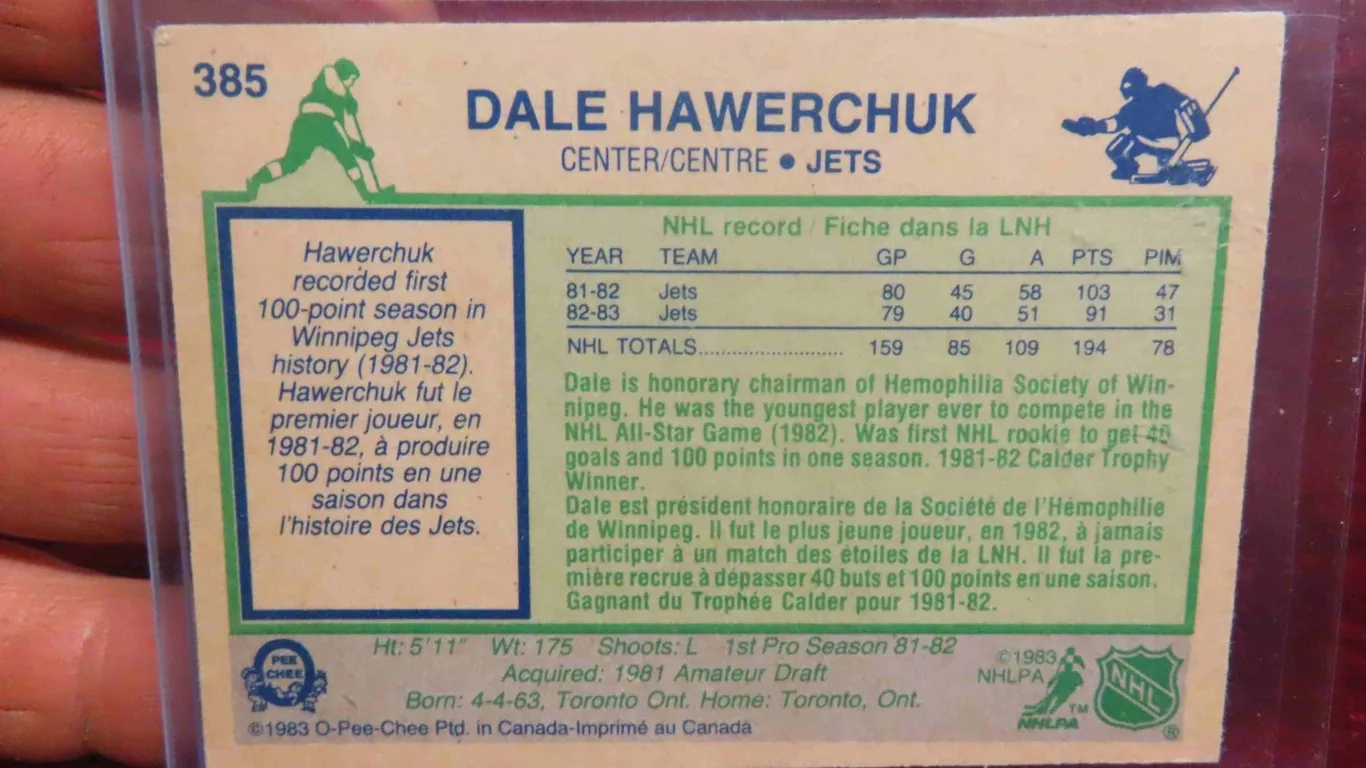 385
DALE HAWERCHUK
CENTER/CENTRE • JETS
Hawerchuk
recorded first
100-point season in
Winnipeg Jets
history (1981-82).
Hawerchuk fut le
premier joueur, en
1981-82, à produire
100 points en une
saison dans
l'histoire des Jets.
NHL record / Fiche dans la LNH
YEAR TEAM GP G A PTS PIM
81-82 Jets 80 45 58 103 47
82-83 Jets 79 40 51 91 31
NHL TOTALS........................ 159 85 109 194 78
Dale is honorary chairman of Hemophilia Society of Win-
nipeg. He was the youngest player ever to compete in the
NHL All-Star Game (1982). Was first NHL rookie to get 40
goals and 100 points in one season. 1981-82 Calder Trophy
Winner.
Dale est président honoraire de la Société de l'Hémophilie
de Winnipeg. Il fut le plus jeune joueur, en 1982, à jamais
participer à un match des étoiles de la LNH. Il fut la pre-
mière recrue à dépasser 40 buts et 100 points en une saison.
Gagnant du Trophée Calder pour 1981-82.
Ht: 5'11" Wt: 175 Shoots: L 1st Pro Season '81-82
Acquired: 1981 Amateur Draft
Born: 4-4-63, Toronto Ont. Home: Toronto, Ont.
©1983 O-Pee-Chee Ptd. in Canada-Imprimé au Canada
PEE
CHEE
©1983
NHLPA
TM
NHLPA
NHL
®